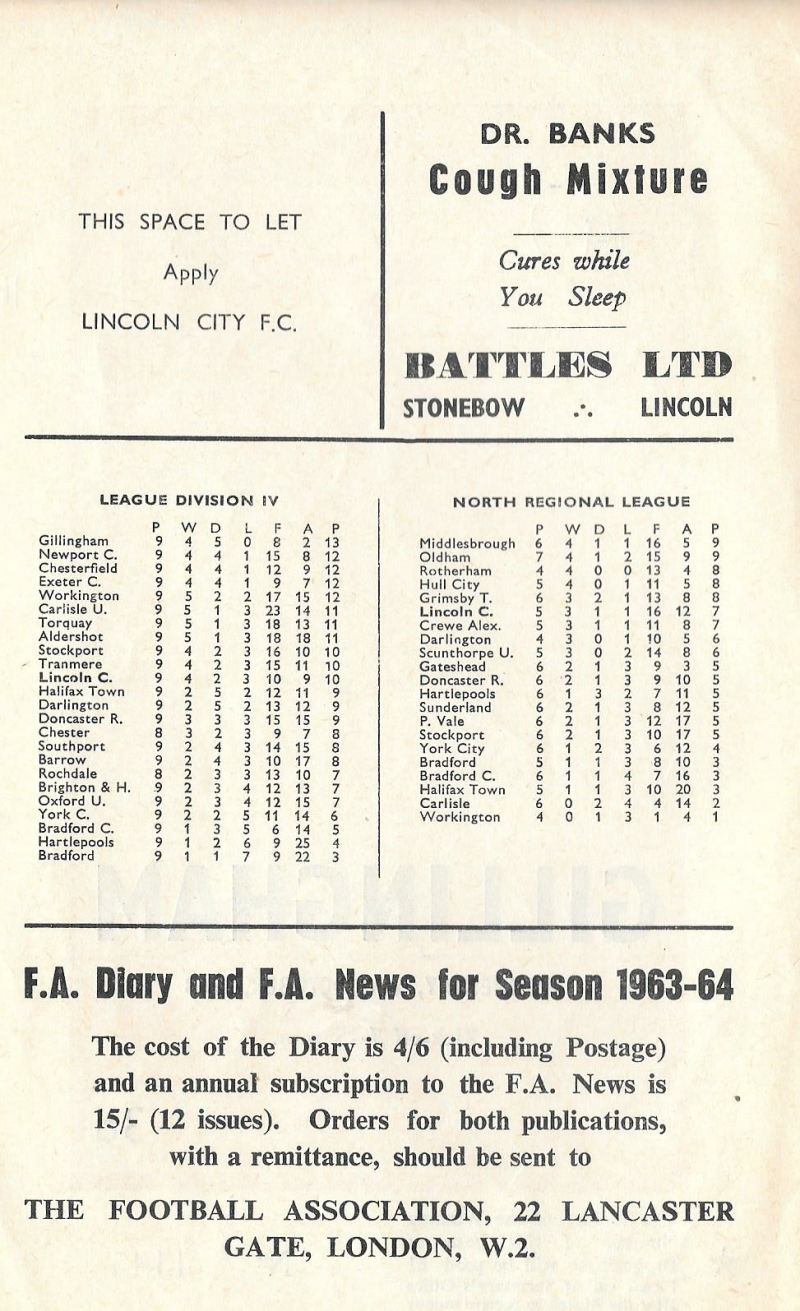 THIS SPACE TO LET
Apply
LINCOLN CITY F.C.
DR. BANKS
Cough Mixture
Cures while
You Sleep
BATTLES LTD
STONEBOW ∴ LINCOLN
LEAGUE DIVISION IV
P W D L F A P
Gillingham 9 4 5 0 8 2 13
Newport C. 9 4 4 1 15 8 12
Chesterfield 9 4 4 1 12 9 12
Exeter C. 9 4 4 1 9 7 12
Workington 9 5 2 2 17 15 12
Carlisle U. 9 5 1 3 23 14 11
Torquay 9 5 1 3 18 13 11
Aldershot 9 5 1 3 18 18 11
Stockport 9 4 2 3 16 10 10
Tranmere 9 4 2 3 15 11 10
Lincoln C. 9 4 2 3 10 9 10
Halifax Town 9 2 5 2 12 11 9
Darlington 9 2 5 2 13 12 9
Doncaster R. 9 3 3 3 15 15 9
Chester 8 3 2 3 9 7 8
Southport 9 2 4 3 14 15 8
Barrow 9 2 4 3 10 17 8
Rochdale 8 2 3 3 13 10 7
Brighton & H. 9 2 3 4 12 13 7
Oxford U. 9 2 3 4 12 15 7
York C. 9 2 2 5 11 14 6
Bradford C. 9 1 3 5 6 14 5
Hartlepools 9 1 2 6 9 25 4
Bradford 9 1 1 7 9 22 3
NORTH REGIONAL LEAGUE
P W D L F A P
Middlesbrough 6 4 1 1 16 5 9
Oldham 7 4 1 2 15 9 9
Rotherham 4 4 0 0 13 4 8
Hull City 5 4 0 1 11 5 8
Grimsby T. 6 3 2 1 13 8 8
Lincoln C. 5 3 1 1 16 12 7
Crewe Alex. 5 3 1 1 11 8 7
Darlington 4 3 0 1 10 5 6
Scunthorpe U. 5 3 0 2 14 8 6
Gateshead 6 2 1 3 9 3 5
Doncaster R. 6 2 1 3 9 10 5
Hartlepools 6 1 3 2 7 11 5
Sunderland 6 2 1 3 8 12 5
P. Vale 6 2 1 3 12 17 5
Stockport 6 2 1 3 10 17 5
York City 6 1 2 3 6 12 4
Bradford 5 1 1 3 8 10 3
Bradford C. 6 1 1 4 7 16 3
Halifax Town 5 1 1 3 10 20 3
Carlisle 6 0 2 4 4 14 2
Workington 4 0 1 3 1 4 1
F.A. Diary and F.A. News for Season 1963-64
The cost of the Diary is 4/6 (including Postage)
and an annual subscription to the F.A. News is
15/- (12 issues). Orders for both publications,
with a remittance, should be sent to
THE FOOTBALL ASSOCIATION, 22 LANCASTER
GATE, LONDON, W.2.